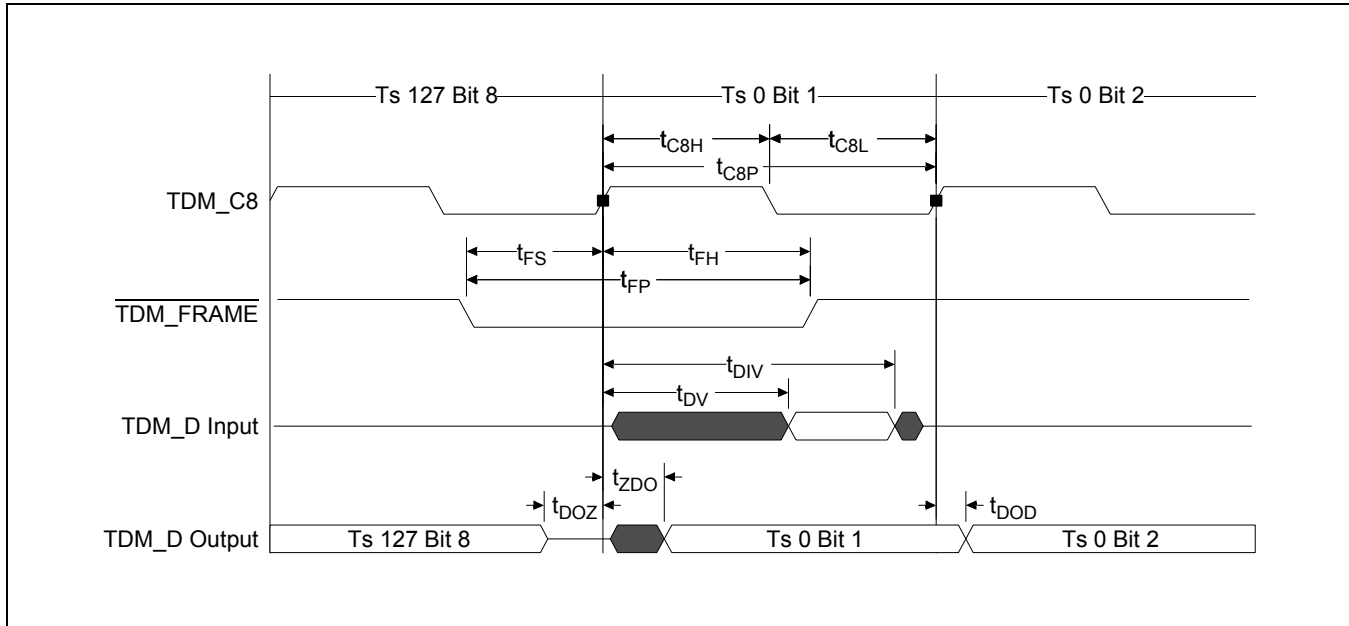 Ts 127 Bit 8 Ts 0 Bit 1 Ts 0 Bit 2
tC8H tC8L
tC8P
TDM_C8
tFS tFH
tFP
TDM_FRAME
tDIV
tDV
TDM_D Input
tZDO
tDOZ tDOD
TDM_D Output Ts 127 Bit 8 Ts 0 Bit 1 Ts 0 Bit 2